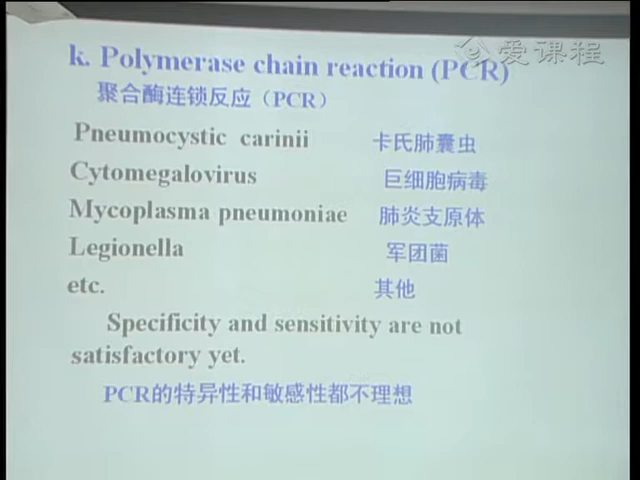 爱课程
k. Polymerase chain reaction (PCR)
聚合酶连锁反应（PCR）
Pneumocystic carinii 卡氏肺囊虫
Cytomegalovirus 巨细胞病毒
Mycoplasma pneumoniae 肺炎支原体
Legionella 军团菌
etc. 其他
Specificity and sensitivity are not
satisfactory yet.
PCR的特异性和敏感性都不理想